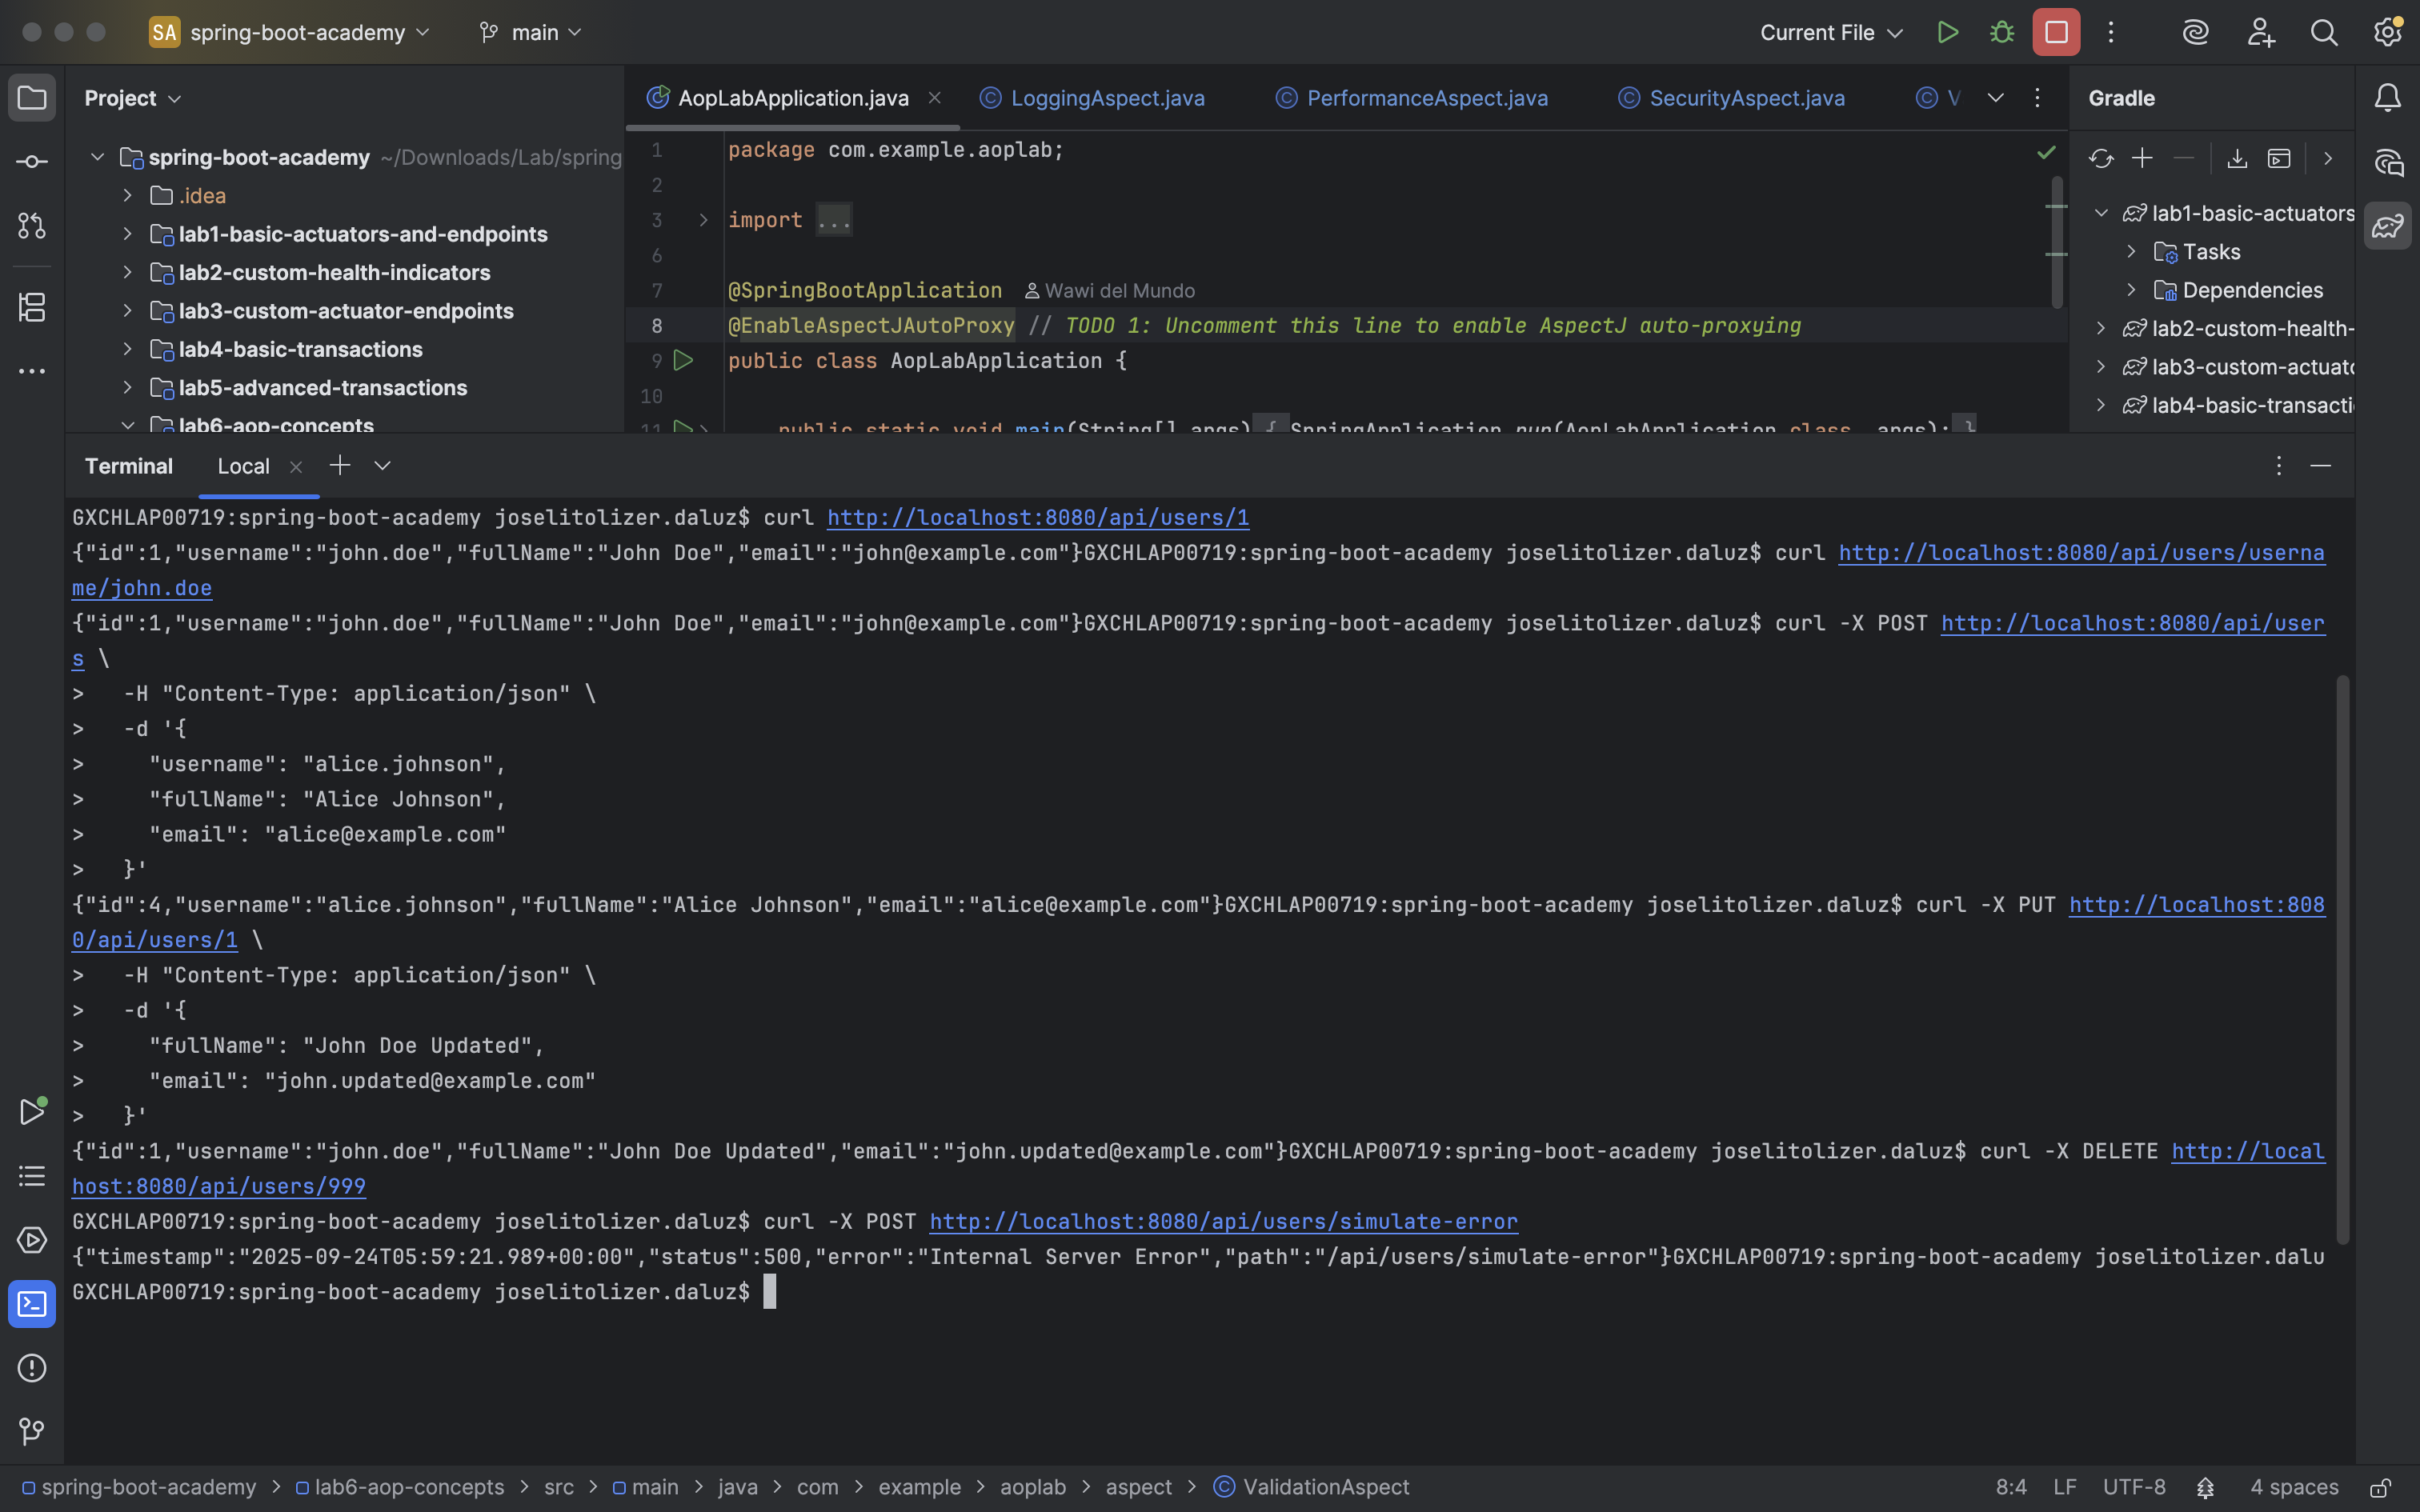 SA spring-boot-academy main Current File
Project
AopLabApplication.java LoggingAspect.java PerformanceAspect.java SecurityAspect.java
Gradle
spring-boot-academy ~/Downloads/Lab/spring
.idea
lab1-basic-actuators-and-endpoints
lab2-custom-health-indicators
lab3-custom-actuator-endpoints
lab4-basic-transactions
lab5-advanced-transactions
lab6-aop-concepts
1 package com.example.aoplab;
2
3 import ...
6
7 @SpringBootApplication Wawi del Mundo
8 @EnableAspectJAutoProxy // TODO 1: Uncomment this line to enable AspectJ auto-proxying
9 public class AopLabApplication {
10
11 public static void main(String[] args) { SpringApplication.run(AopLabApplication.class, args); }
lab1-basic-actuators
Tasks
Dependencies
lab2-custom-health-
lab3-custom-actuato
lab4-basic-transacti
Terminal Local
GXCHLAP00719:spring-boot-academy joselitolizer.daluz$ curl http://localhost:8080/api/users/1
{"id":1,"username":"john.doe","fullName":"John Doe","email":"john@example.com"}GXCHLAP00719:spring-boot-academy joselitolizer.daluz$ curl http://localhost:8080/api/users/userna
me/john.doe
{"id":1,"username":"john.doe","fullName":"John Doe","email":"john@example.com"}GXCHLAP00719:spring-boot-academy joselitolizer.daluz$ curl -X POST http://localhost:8080/api/user
s \
>   -H "Content-Type: application/json" \
>   -d '{
>     "username": "alice.johnson",
>     "fullName": "Alice Johnson",
>     "email": "alice@example.com"
>   }'
{"id":4,"username":"alice.johnson","fullName":"Alice Johnson","email":"alice@example.com"}GXCHLAP00719:spring-boot-academy joselitolizer.daluz$ curl -X PUT http://localhost:808
0/api/users/1 \
>   -H "Content-Type: application/json" \
>   -d '{
>     "fullName": "John Doe Updated",
>     "email": "john.updated@example.com"
>   }'
{"id":1,"username":"john.doe","fullName":"John Doe Updated","email":"john.updated@example.com"}GXCHLAP00719:spring-boot-academy joselitolizer.daluz$ curl -X DELETE http://local
host:8080/api/users/999
GXCHLAP00719:spring-boot-academy joselitolizer.daluz$ curl -X POST http://localhost:8080/api/users/simulate-error
{"timestamp":"2025-09-24T05:59:21.989+00:00","status":500,"error":"Internal Server Error","path":"/api/users/simulate-error"}GXCHLAP00719:spring-boot-academy joselitolizer.dalu
GXCHLAP00719:spring-boot-academy joselitolizer.daluz$
spring-boot-academy > lab6-aop-concepts > src > main > java > com > example > aoplab > aspect > ValidationAspect 8:4 LF UTF-8 4 spaces